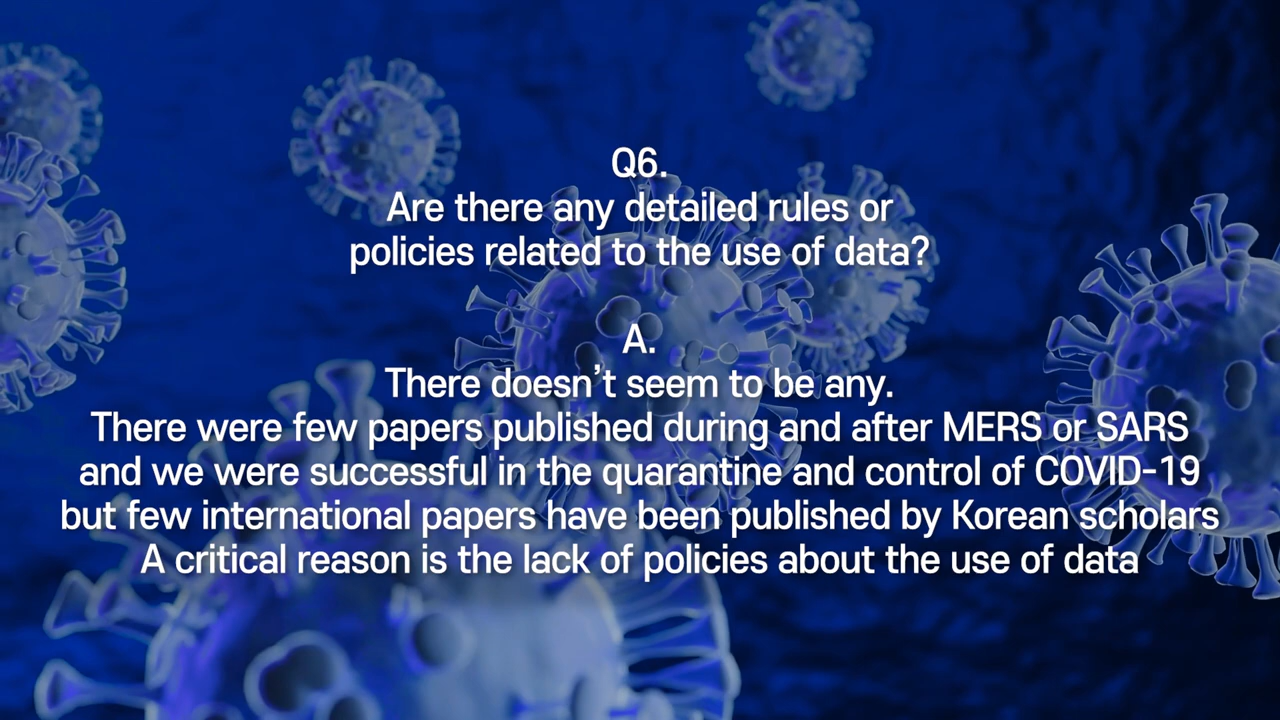 Q6.
Are there any detailed rules or
policies related to the use of data?
A.
There doesn’t seem to be any.
There were few papers published during and after MERS or SARS
and we were successful in the quarantine and control of COVID-19
but few international papers have been published by Korean scholars
A critical reason is the lack of policies about the use of data